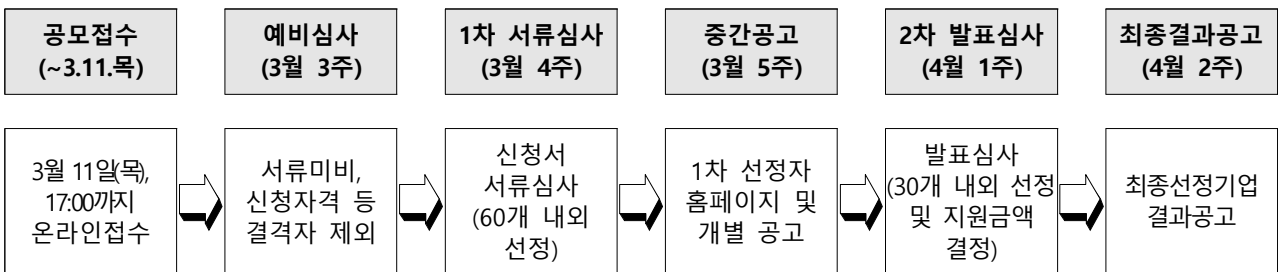 공모접수
(~3.11.목)
예비심사
(3월 3주)
1차 서류심사
(3월 4주)
중간공고
(3월 5주)
2차 발표심사
(4월 1주)
최종결과공고
(4월 2주)
3월 11일(목),
17:00까지
온라인접수
서류미비,
신청자격 등
결격자 제외
신청서
서류심사
(60개 내외
선정)
1차 선정자
홈페이지 및
개별 공고
발표심사
(30개 내외 선정
및 지원금액
결정)
최종선정기업
결과공고